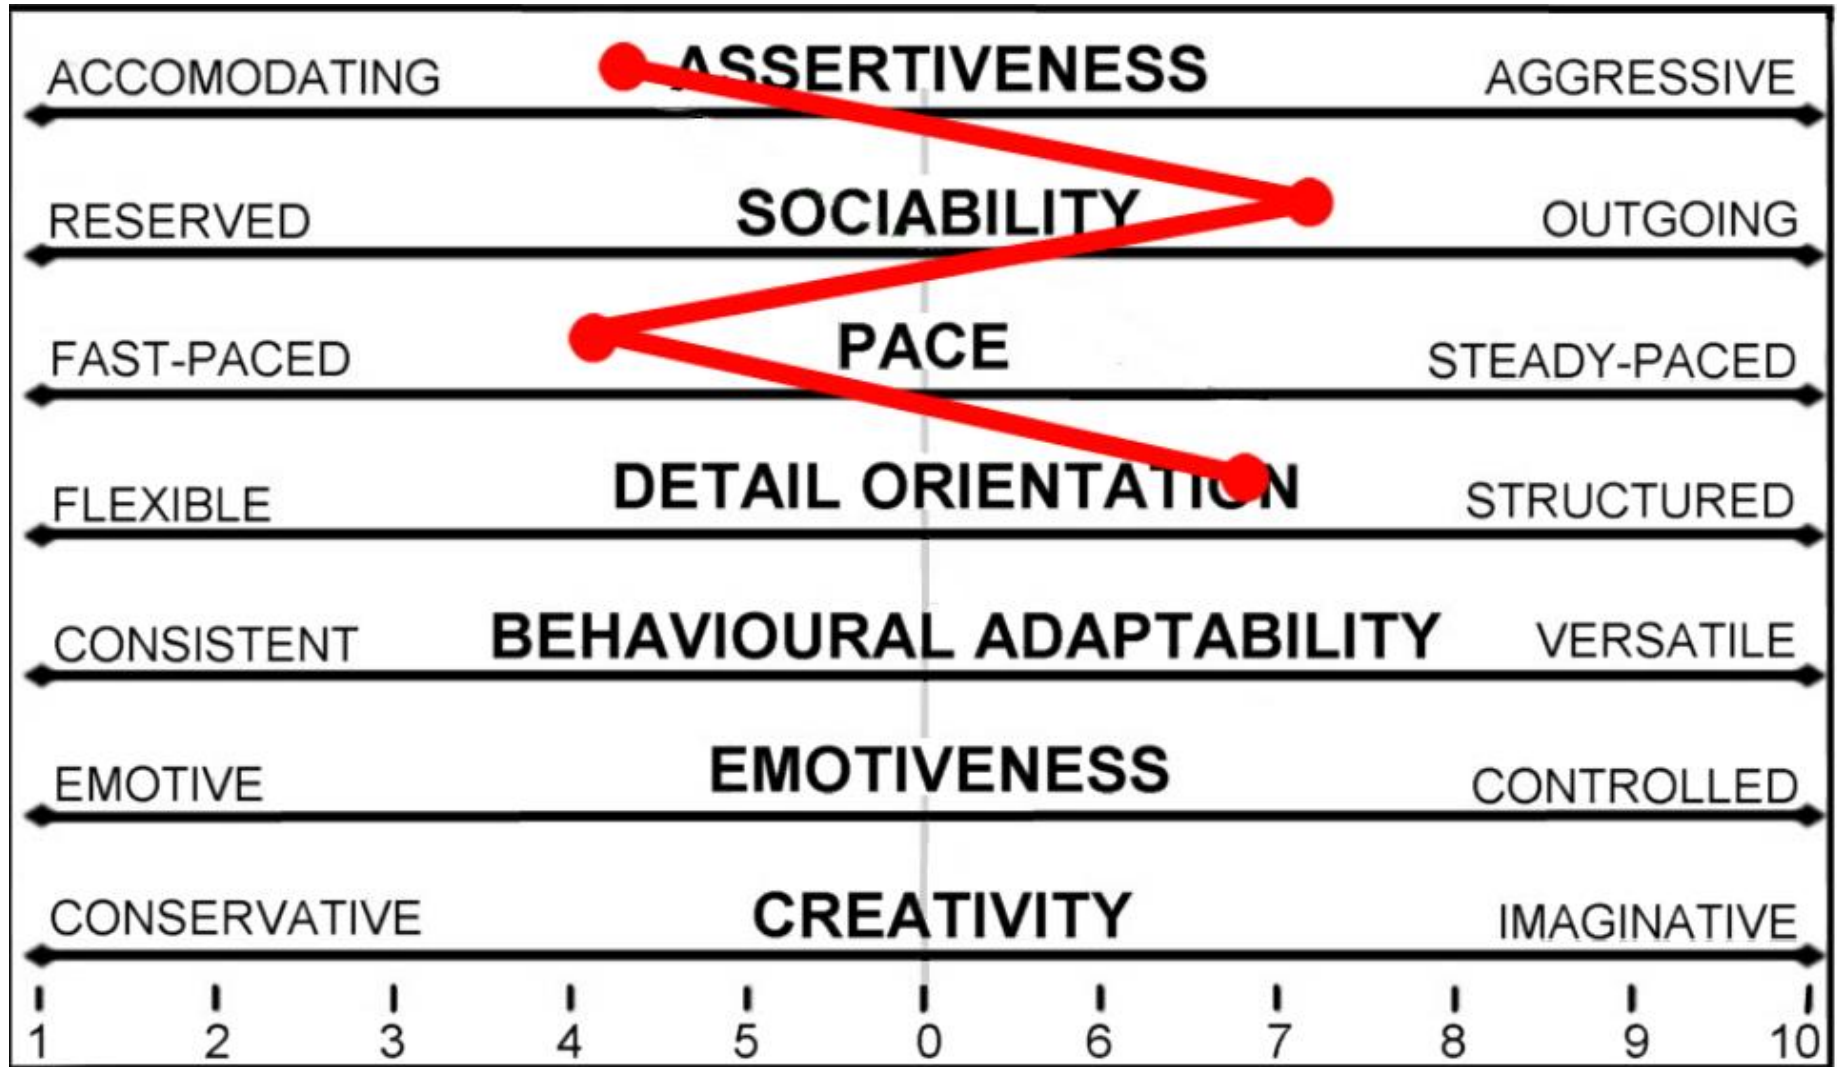 ACCOMODATING ASSERTIVENESS AGGRESSIVE
RESERVED SOCIABILITY OUTGOING
FAST-PACED PACE STEADY-PACED
FLEXIBLE DETAIL ORIENTATION STRUCTURED
CONSISTENT BEHAVIOURAL ADAPTABILITY VERSATILE
EMOTIVE EMOTIVENESS CONTROLLED
CONSERVATIVE CREATIVITY IMAGINATIVE
1 2 3 4 5 0 6 7 8 9 10